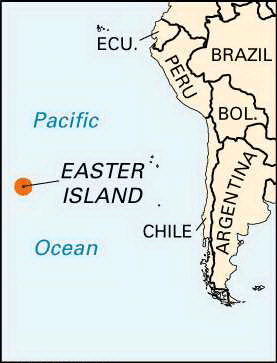 ECU.
BRAZIL
PERU
BOL.
Pacific
EASTER
ISLAND
CHILE
ARGENTINA
Ocean